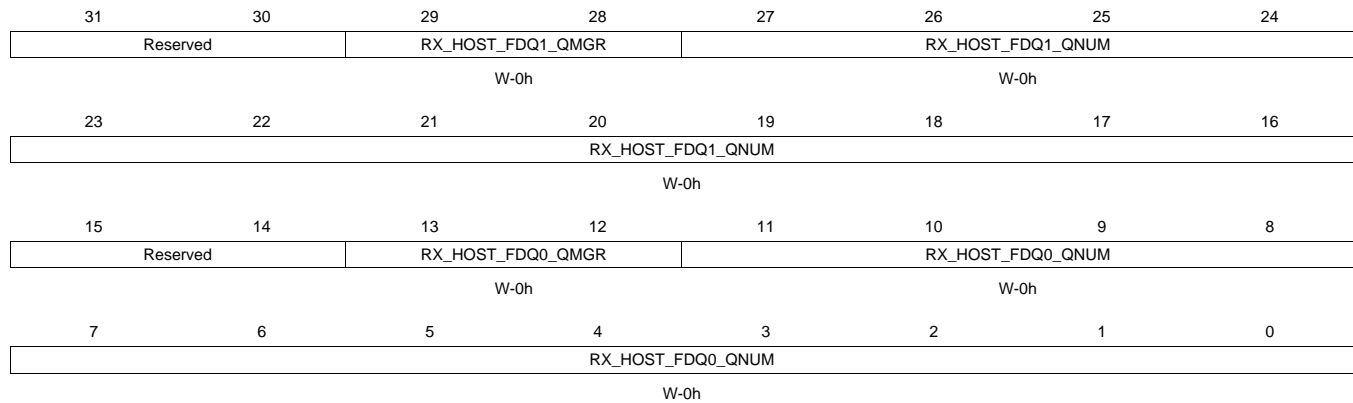 31 30 29 28 27 26 25 24
Reserved RX_HOST_FDQ1_QMGR RX_HOST_FDQ1_QNUM
W-0h W-0h
23 22 21 20 19 18 17 16
RX_HOST_FDQ1_QNUM
W-0h
15 14 13 12 11 10 9 8
Reserved RX_HOST_FDQ0_QMGR RX_HOST_FDQ0_QNUM
W-0h W-0h
7 6 5 4 3 2 1 0
RX_HOST_FDQ0_QNUM
W-0h